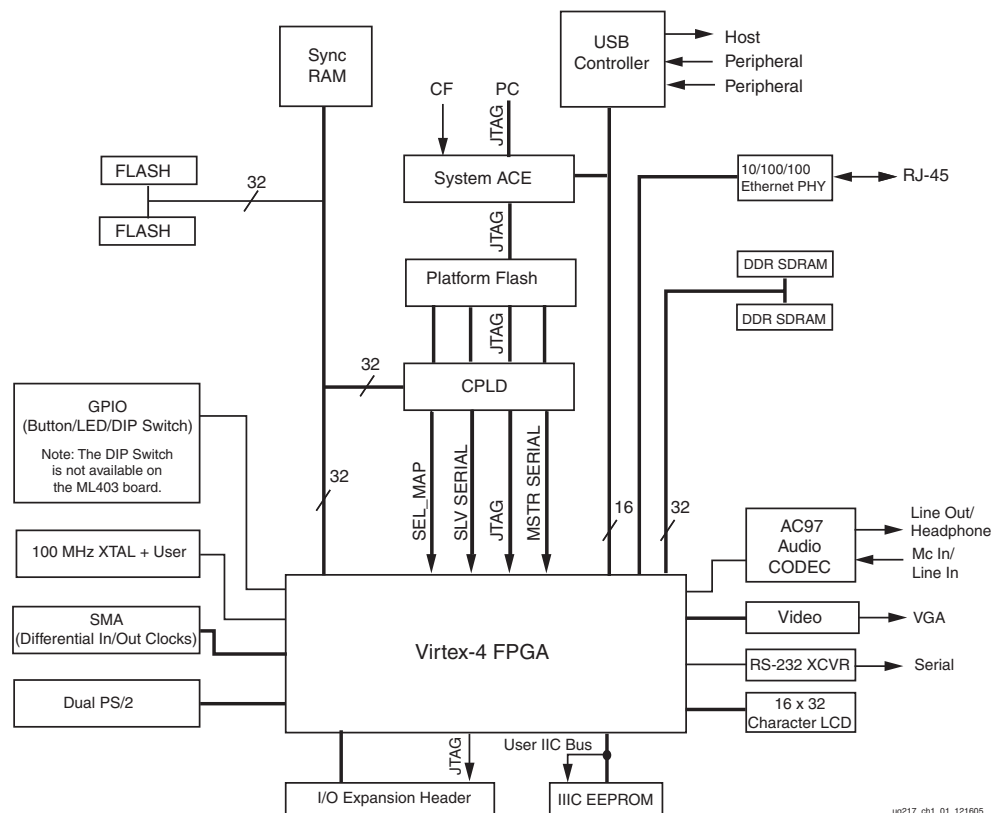 Sync
RAM
USB
Controller
Host
Peripheral
Peripheral
CF
PC
JTAG
System ACE
10/100/100
Ethernet PHY
RJ-45
FLASH
32
FLASH
JTAG
Platform Flash
DDR SDRAM
DDR SDRAM
JTAG
32
CPLD
GPIO
(Button/LED/DIP Switch)
Note: The DIP Switch
is not available on
the ML403 board.
32
SEL_MAP
SLV SERIAL
JTAG
MSTR SERIAL
16
32
AC97
Audio
CODEC
Line Out/
Headphone
Mc In/
Line In
100 MHz XTAL + User
SMA
(Differential In/Out Clocks)
Virtex-4 FPGA
Video
VGA
RS-232 XCVR
Serial
Dual PS/2
16 x 32
Character LCD
JTAG
User IIC Bus
I/O Expansion Header
IIIC EEPROM
ug217_ch1_01_121605